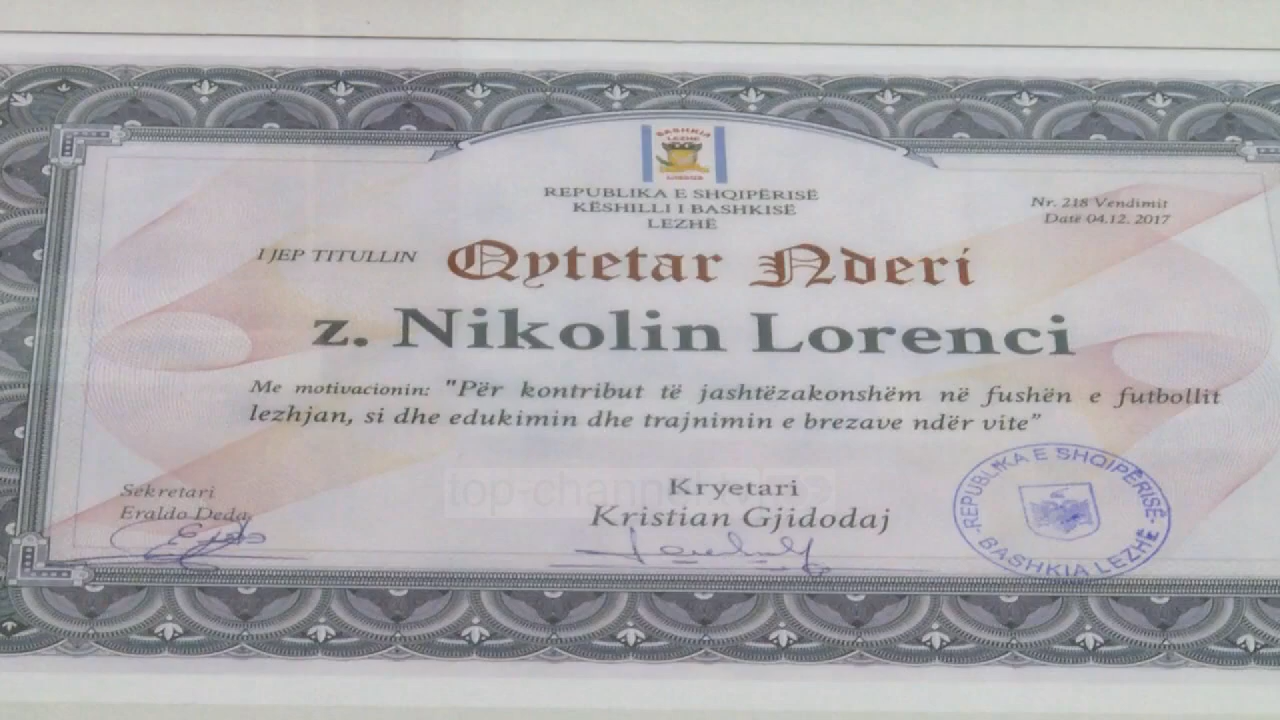 BASHKIA
LEZHË
REPUBLIKA E SHQIPËRISË
KËSHILLI I BASHKISË
LEZHË
Nr. 218 Vendimit
Datë 04.12. 2017
I JEP TITULLIN Qytetar Nderi
z. Nikolin Lorenci
Me motivacionin: "Për kontribut të jashtëzakonshëm në fushën e futbollit
lezhjan, si dhe edukimin dhe trajnimin e brezave ndër vite”
top-channel
Sekretari
Eraldo Deda
Kryetari
Kristian Gjidodaj
REPUBLIKA E SHQIPËRISË
BASHKIA LEZHË